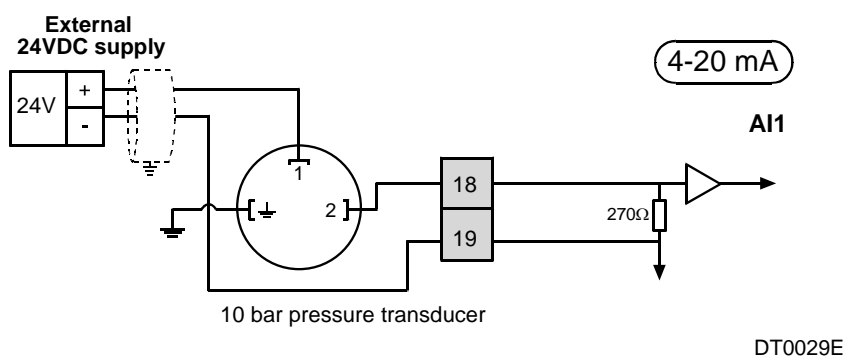 External
24VDC supply
24V
+
-
4-20 mA
AI1
1
2
18
19
270Ω
10 bar pressure transducer
DT0029E